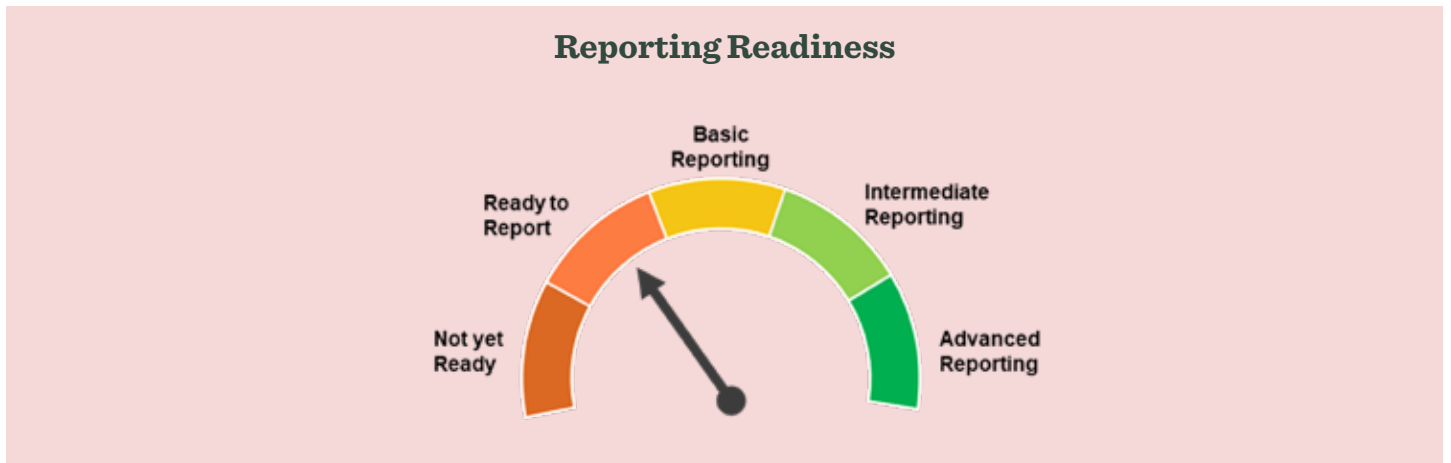 Reporting Readiness
Basic
Reporting
Ready to
Report
Intermediate
Reporting
Not yet
Ready
Advanced
Reporting